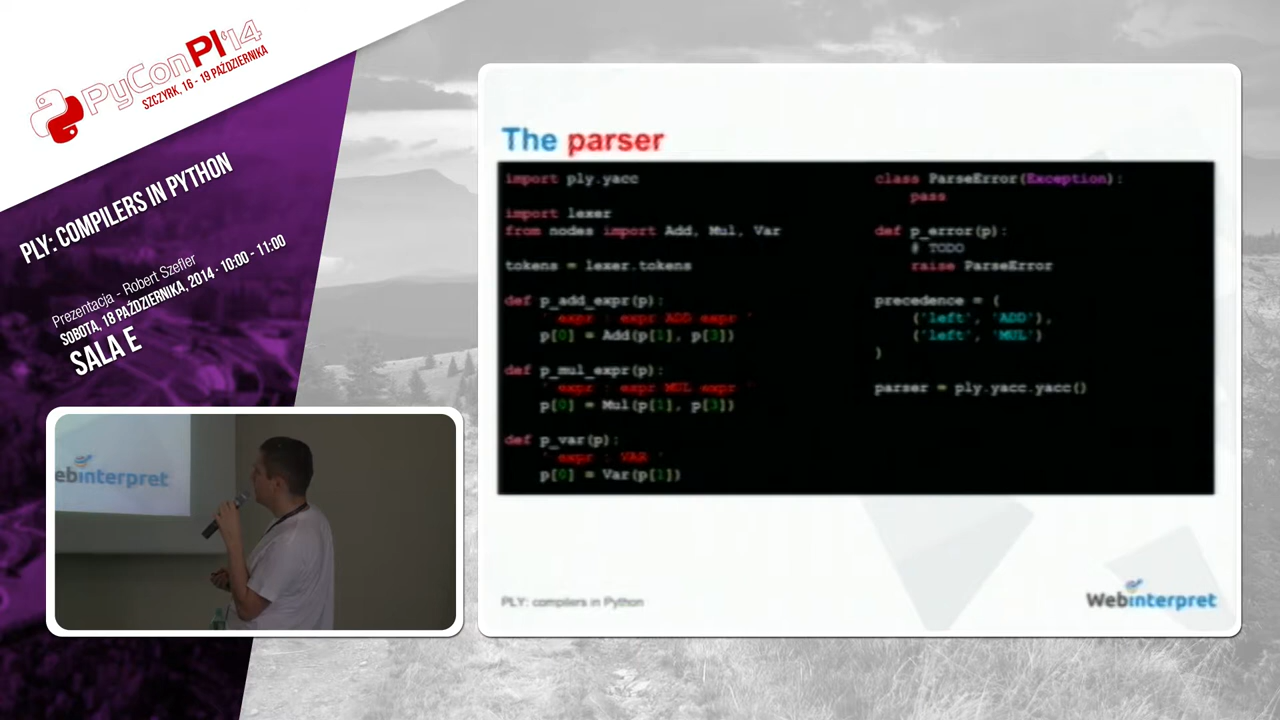 PyConPl'14
SZCZYRK, 16 - 19 PAŹDZIERNIKA
PLY: COMPILERS IN PYTHON
Prezentacja - Robert Szefler
SOBOTA, 18 PAŹDZIERNIKA, 2014 · 10:00 - 11:00
SALA E
ebinterpret
The parser
import ply.yacc
import lexer
from nodes import Add, Mul, Var
tokens = lexer.tokens
def p_add_expr(p):
' expr : expr ADD expr '
p[0] = Add(p[1], p[3])
def p_mul_expr(p):
' expr : expr MUL expr '
p[0] = Mul(p[1], p[3])
def p_var(p):
' expr : VAR '
p[0] = Var(p[1])
class ParseError(Exception):
pass
def p_error(p):
# TODO
raise ParseError
precedence = (
('left', 'ADD'),
('left', 'MUL')
)
parser = ply.yacc.yacc()
PLY: compilers in Python
Webinterpret